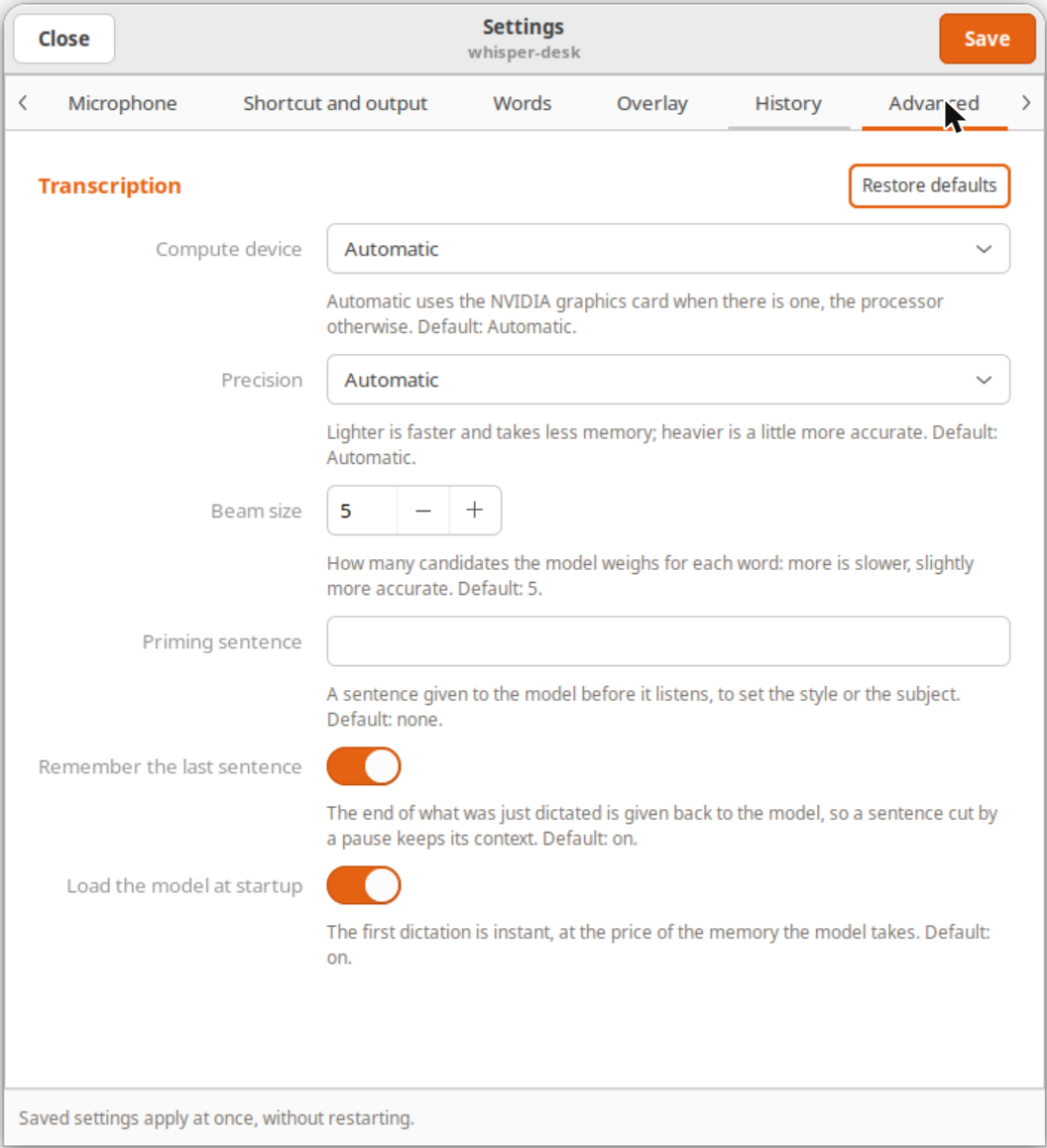 Close
Settings
whisper-desk
Save
Microphone
Shortcut and output
Words
Overlay
History
Advanced
Transcription
Restore defaults
Compute device
Automatic
Automatic uses the NVIDIA graphics card when there is one, the processor
otherwise. Default: Automatic.
Precision
Automatic
Lighter is faster and takes less memory; heavier is a little more accurate. Default:
Automatic.
Beam size
5
How many candidates the model weighs for each word: more is slower, slightly
more accurate. Default: 5.
Priming sentence
A sentence given to the model before it listens, to set the style or the subject.
Default: none.
Remember the last sentence
The end of what was just dictated is given back to the model, so a sentence cut by
a pause keeps its context. Default: on.
Load the model at startup
The first dictation is instant, at the price of the memory the model takes. Default:
on.
Saved settings apply at once, without restarting.